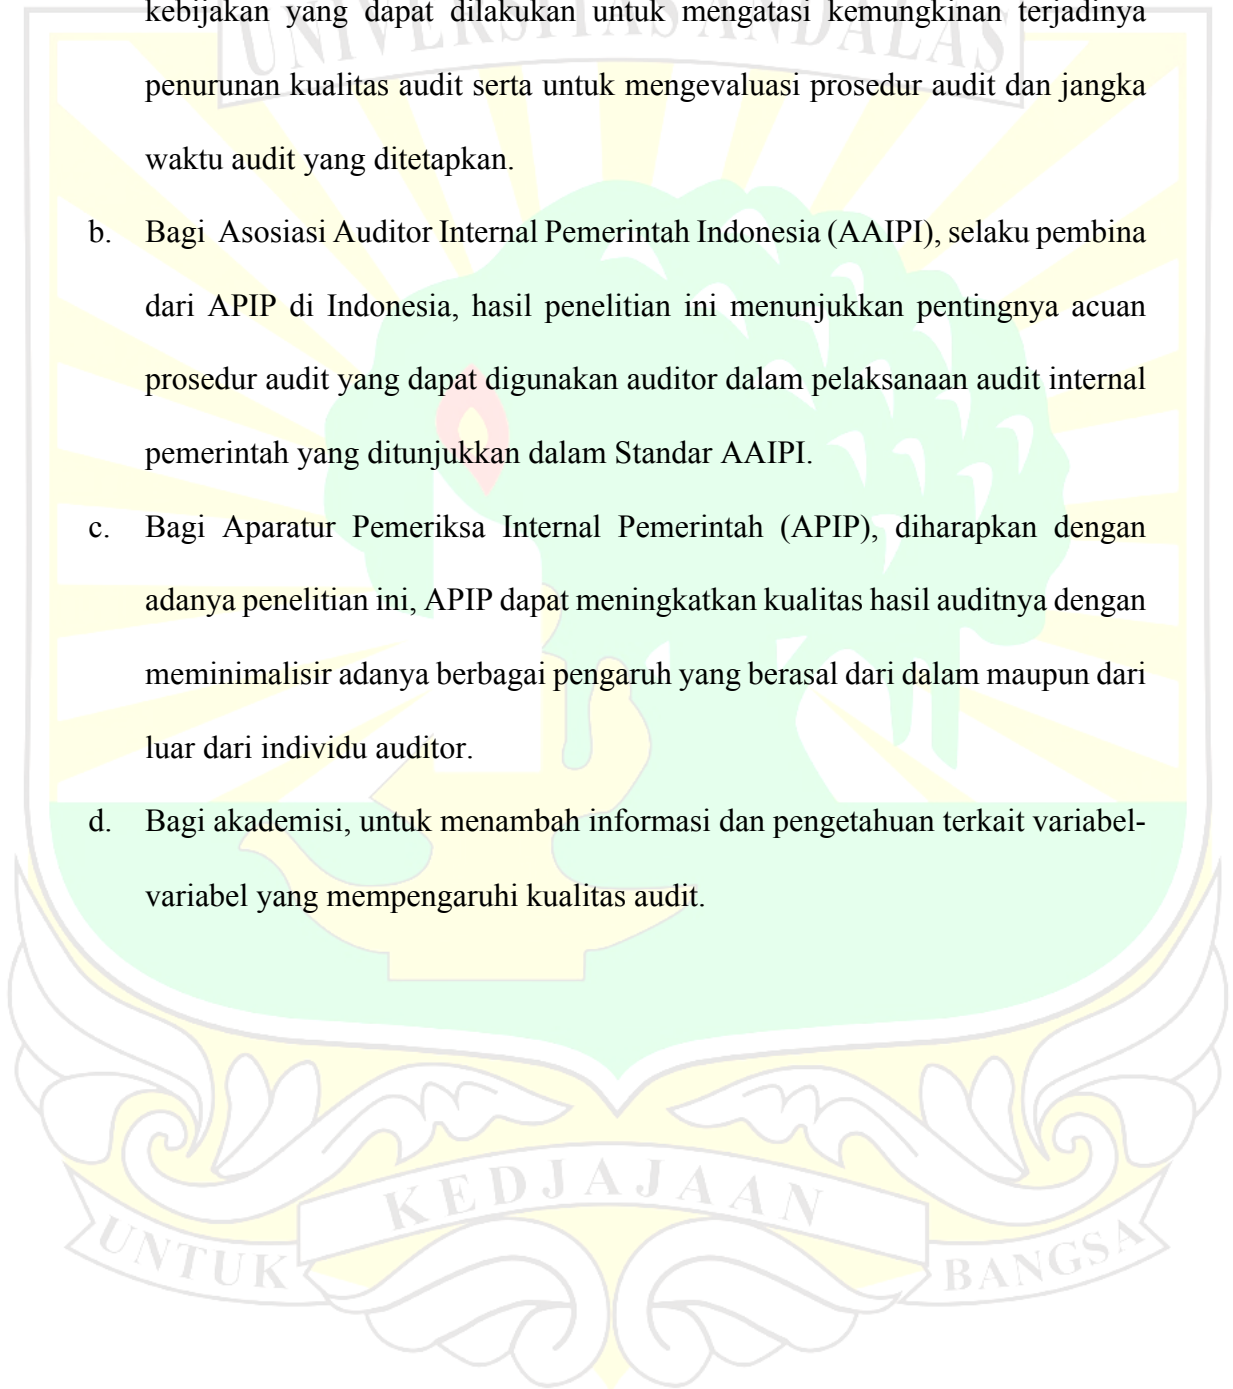 UNIVERSITAS ANDALAS
kebijakan yang dapat dilakukan untuk mengatasi kemungkinan terjadinya
penurunan kualitas audit serta untuk mengevaluasi prosedur audit dan jangka
waktu audit yang ditetapkan.
b. Bagi Asosiasi Auditor Internal Pemerintah Indonesia (AAIPI), selaku pembina
dari APIP di Indonesia, hasil penelitian ini menunjukkan pentingnya acuan
prosedur audit yang dapat digunakan auditor dalam pelaksanaan audit internal
pemerintah yang ditunjukkan dalam Standar AAIPI.
c. Bagi Aparatur Pemeriksa Internal Pemerintah (APIP), diharapkan dengan
adanya penelitian ini, APIP dapat meningkatkan kualitas hasil auditnya dengan
meminimalisir adanya berbagai pengaruh yang berasal dari dalam maupun dari
luar dari individu auditor.
d. Bagi akademisi, untuk menambah informasi dan pengetahuan terkait variabel-
variabel yang mempengaruhi kualitas audit.
UNTUK KEDJAJAAN BANGSA